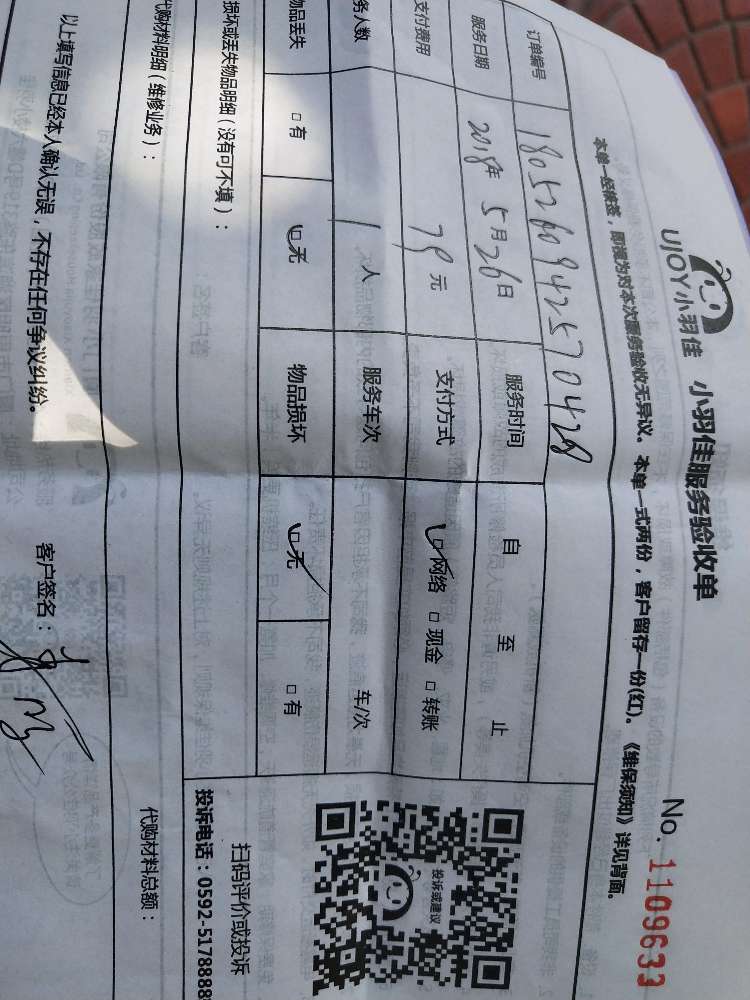 UJOY小羽佳 小羽佳服务验收单 No. 1109633
本单一经保签,即视为对本次服务验收无异议。本单一式两份,客户留存一份(红)。《维保须知》详见背面。
订单编号 1805260942570428
服务日期 2018年5月26日 服务时间 自 至 止
支付费用 79元 支付方式 网络 现金 转账
务人数 1人 服务车次 车/次
物品丢失 有 无 物品损坏 无 有
损坏或丢失物品明细(没有可不填):
代购材料明细(维修业务): 代购材料总额:
以上填写信息已经本人确认无误,不存在任何争议纠纷。 客户签名:
投诉或建议
扫码评价或投诉
投诉电话:0592-5178888